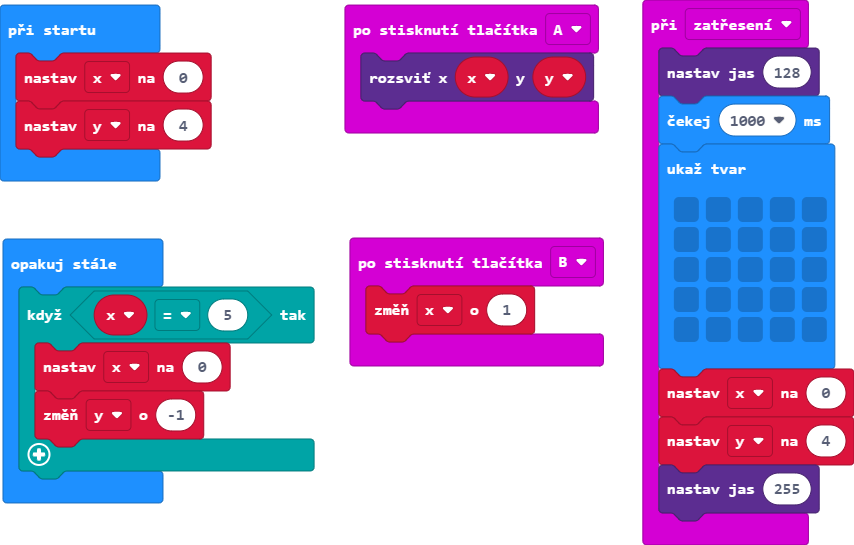 při startu
nastav x na 0
nastav y na 4
po stisknutí tlačítka A
rozsviť x x y y
při zatřesení
nastav jas 128
čekej 1000 ms
ukaž tvar
nastav x na 0
nastav y na 4
nastav jas 255
opakuj stále
když x = 5 tak
nastav x na 0
změň y o -1
po stisknutí tlačítka B
změň x o 1